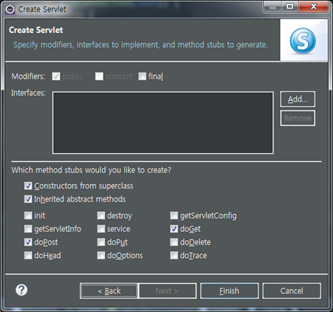 Create Servlet
Create Servlet
Specify modifiers, interfaces to implement, and method stubs to generate.
S
Modifiers: public abstract final
Interfaces:
Add...
Remove
Which method stubs would you like to create?
Constructors from superclass
Inherited abstract methods
init destroy getServletConfig
getServletInfo service doGet
doPost doPut doDelete
doHead doOptions doTrace
? < Back Next > Finish Cancel